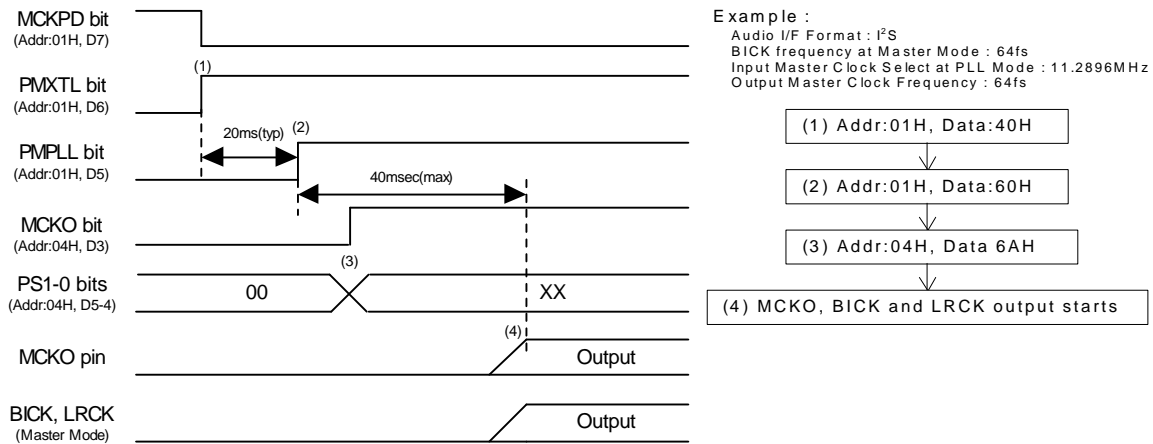 MCKPD bit
(Addr:01H, D7)
(1)
PMXTL bit
(Addr:01H, D6)
20ms(typ)
(2)
PMPLL bit
(Addr:01H, D5)
40msec(max)
MCKO bit
(Addr:04H, D3)
(3)
PS1-0 bits
(Addr:04H, D5-4)
00
XX
(4)
MCKO pin
Output
BICK, LRCK
(Master Mode)
Output
Example :
Audio I/F Format : I²S
BICK frequency at Master Mode : 64fs
Input Master Clock Select at PLL Mode : 11.2896MHz
Output Master Clock Frequency : 64fs
(1) Addr:01H, Data:40H
(2) Addr:01H, Data:60H
(3) Addr:04H, Data 6AH
(4) MCKO, BICK and LRCK output starts